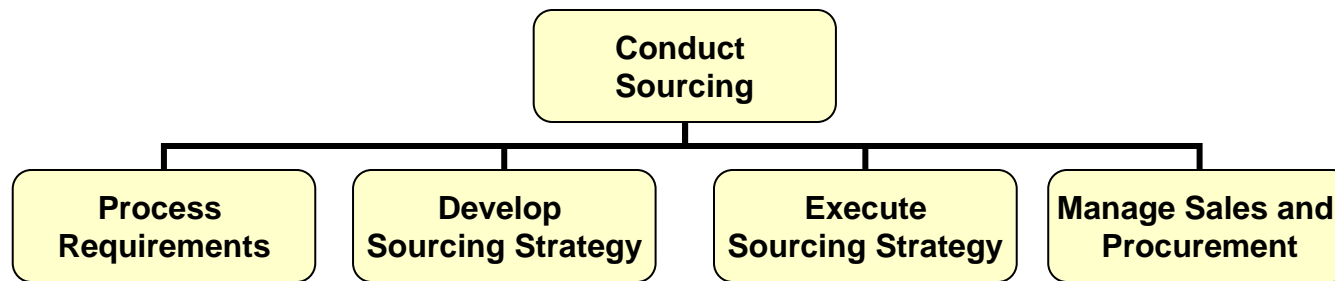 Conduct
Sourcing
Process
Requirements
Develop
Sourcing Strategy
Execute
Sourcing Strategy
Manage Sales and
Procurement